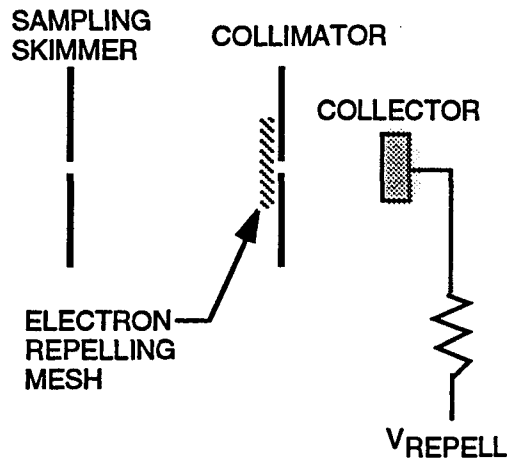 SAMPLING
SKIMMER
COLLIMATOR
COLLECTOR
ELECTRON
REPELLING
MESH
VREPELL